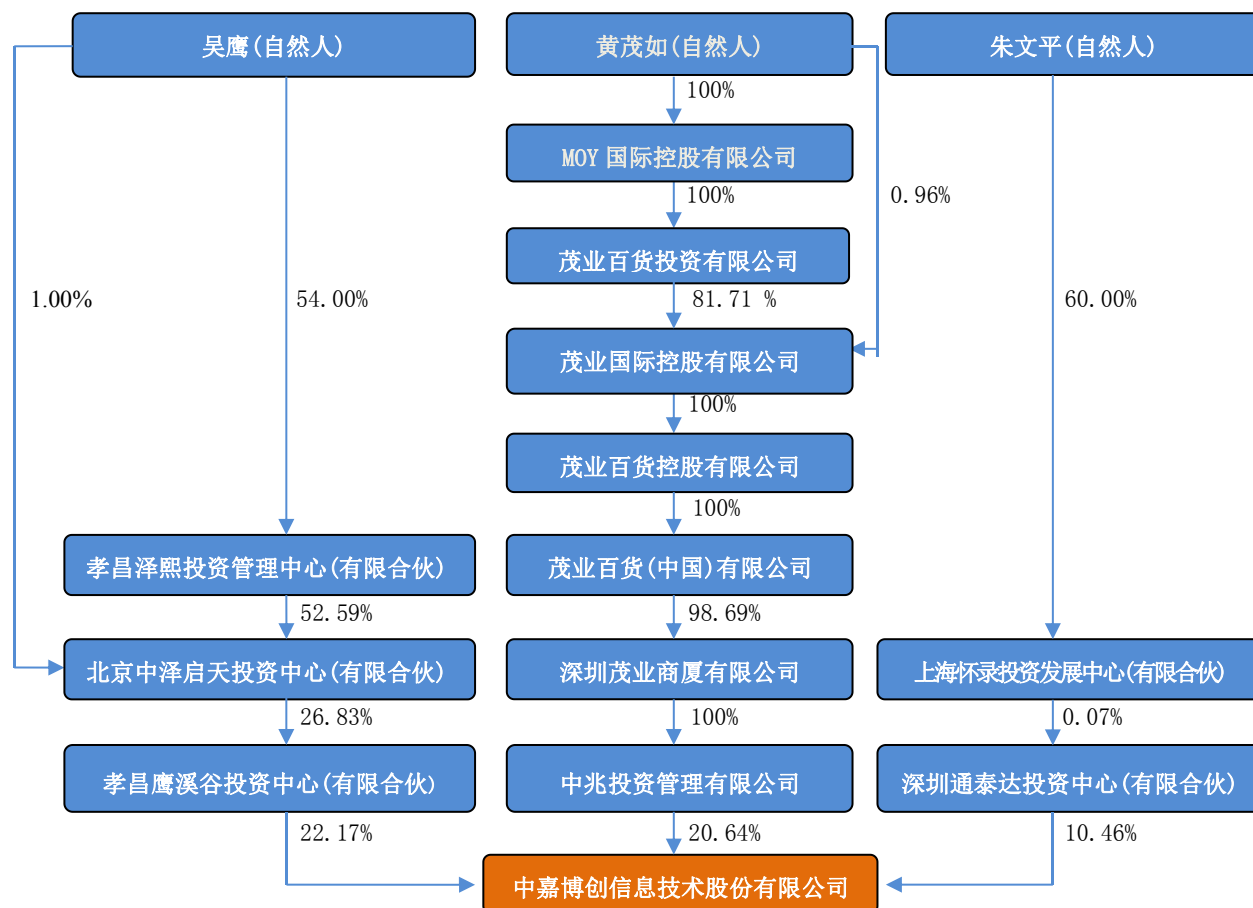 吴鹰(自然人)
黄茂如(自然人)
朱文平(自然人)
100%
MOY 国际控股有限公司
100%
0.96%
茂业百货投资有限公司
1.00%
54.00%
81.71 %
60.00%
茂业国际控股有限公司
100%
茂业百货控股有限公司
100%
孝昌泽熙投资管理中心(有限合伙)
茂业百货(中国)有限公司
52.59%
98.69%
北京中泽启天投资中心(有限合伙)
深圳茂业商厦有限公司
上海怀录投资发展中心(有限合伙)
26.83%
100%
0.07%
孝昌鹰溪谷投资中心(有限合伙)
中兆投资管理有限公司
深圳通泰达投资中心(有限合伙)
22.17%
20.64%
10.46%
中嘉博创信息技术股份有限公司